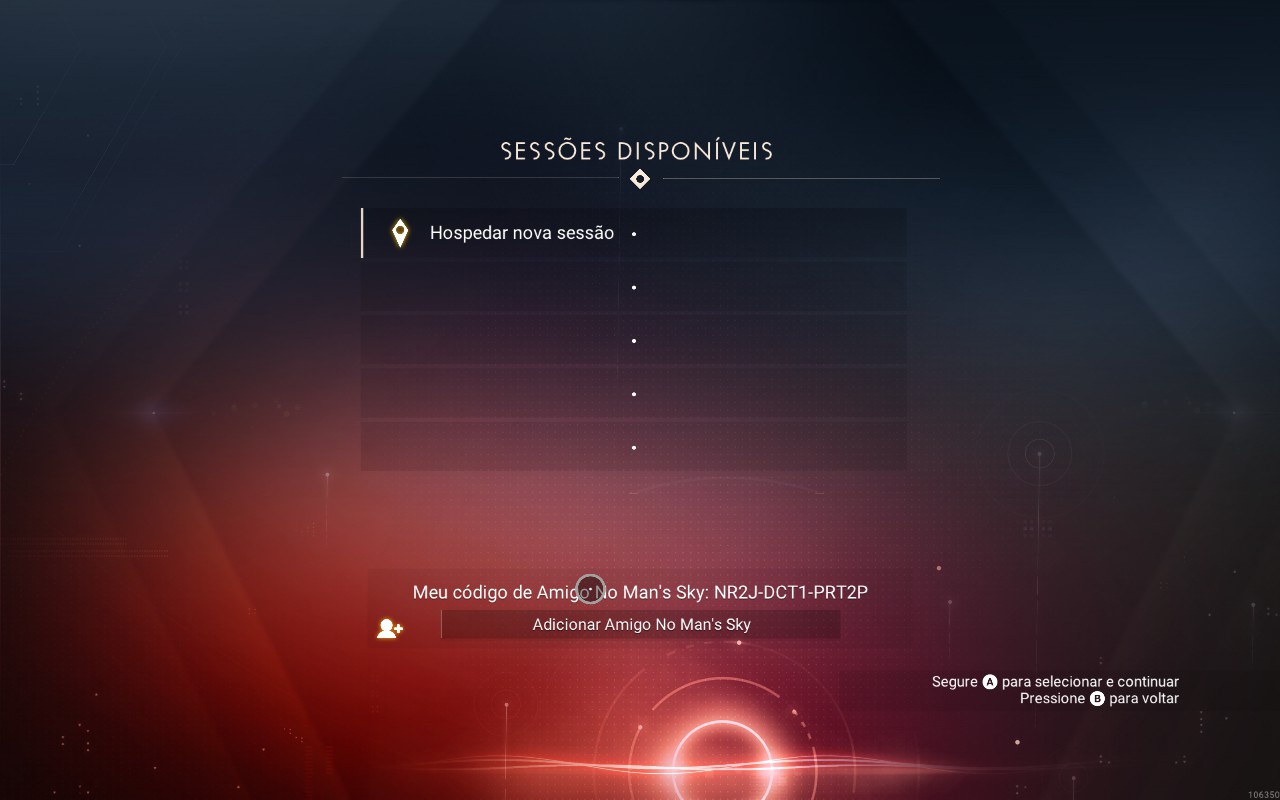 SESSÕES DISPONÍVEIS
Hospedar nova sessão
Meu código de Amigo No Man's Sky: NR2J-DCT1-PRT2P
Adicionar Amigo No Man's Sky
Segure A para selecionar e continuar
Pressione B para voltar
106350